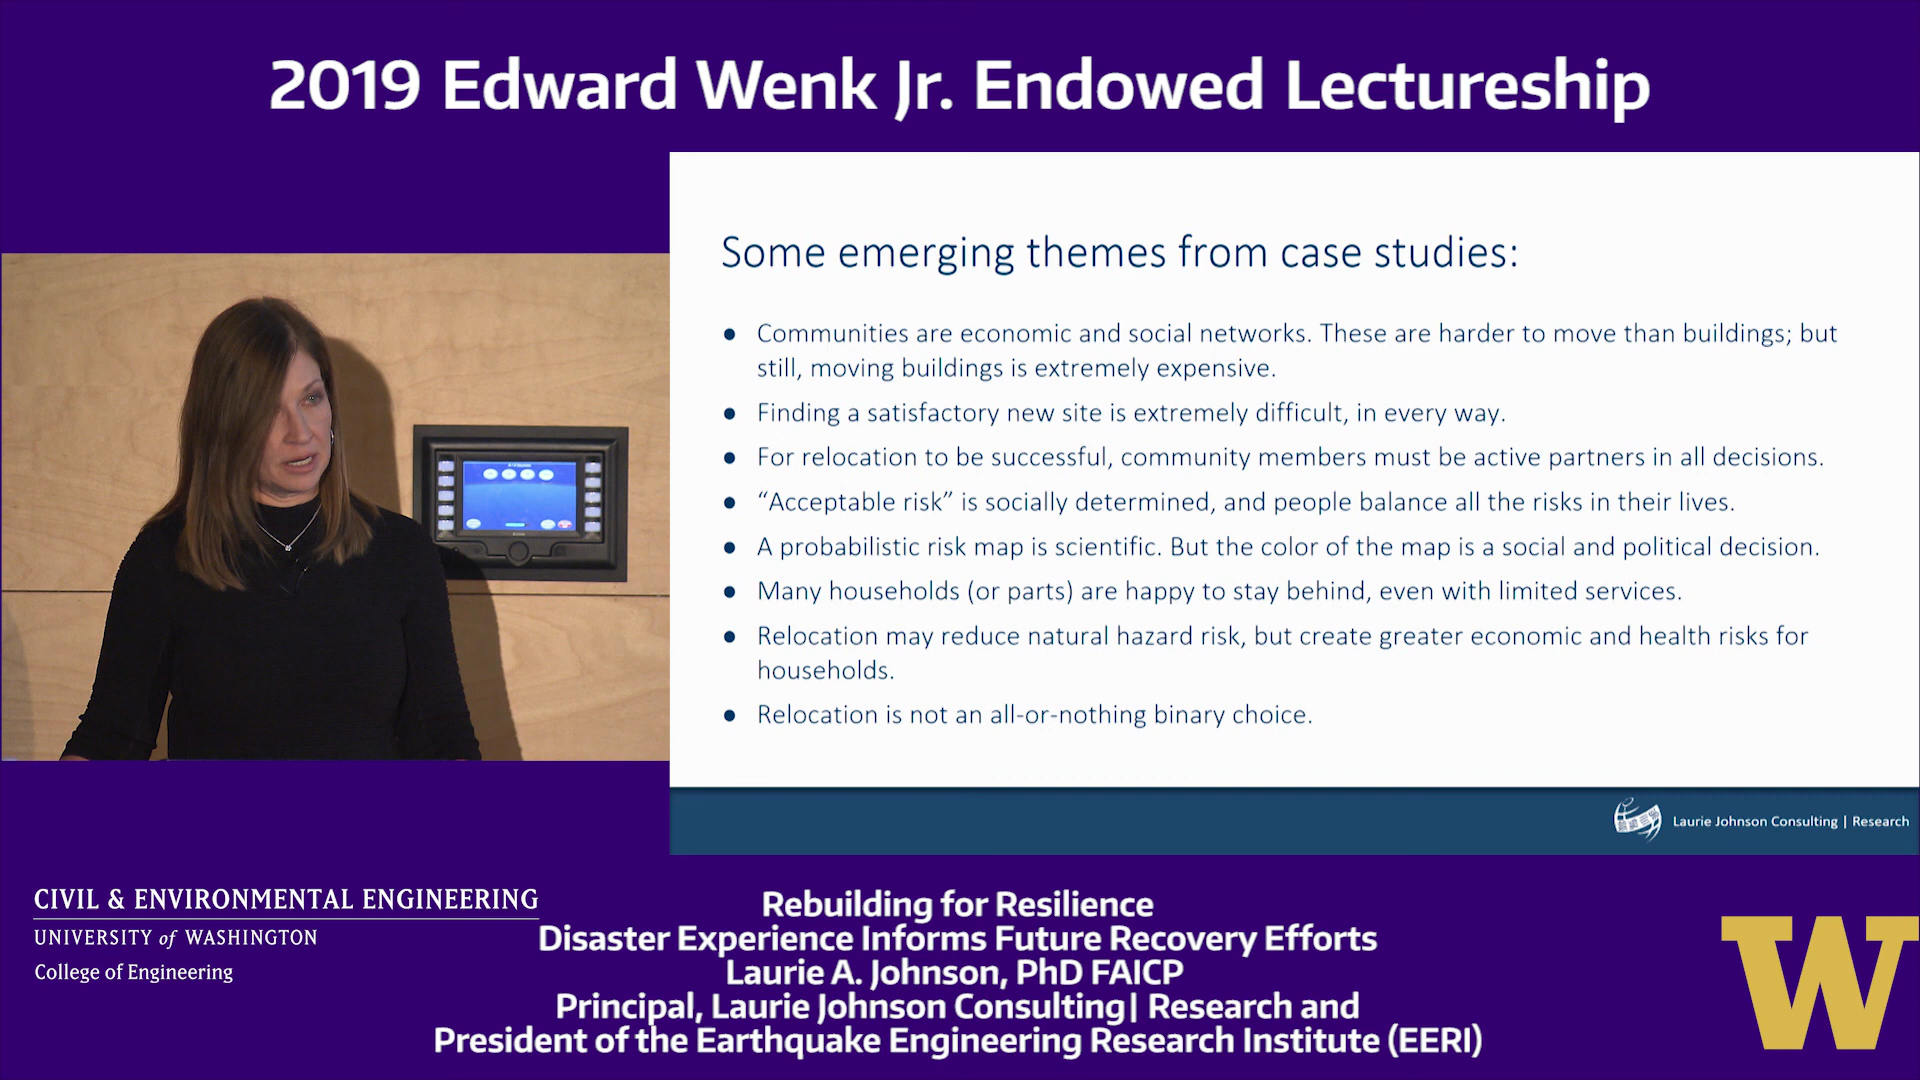 2019 Edward Wenk Jr. Endowed Lectureship
Some emerging themes from case studies:
● Communities are economic and social networks. These are harder to move than buildings; but
still, moving buildings is extremely expensive.
● Finding a satisfactory new site is extremely difficult, in every way.
● For relocation to be successful, community members must be active partners in all decisions.
● “Acceptable risk” is socially determined, and people balance all the risks in their lives.
● A probabilistic risk map is scientific. But the color of the map is a social and political decision.
● Many households (or parts) are happy to stay behind, even with limited services.
● Relocation may reduce natural hazard risk, but create greater economic and health risks for
households.
● Relocation is not an all-or-nothing binary choice.
Laurie Johnson Consulting | Research
CIVIL & ENVIRONMENTAL ENGINEERING
UNIVERSITY of WASHINGTON
College of Engineering
Rebuilding for Resilience
Disaster Experience Informs Future Recovery Efforts
Laurie A. Johnson, PhD FAICP
Principal, Laurie Johnson Consulting| Research and
President of the Earthquake Engineering Research Institute (EERI)
W